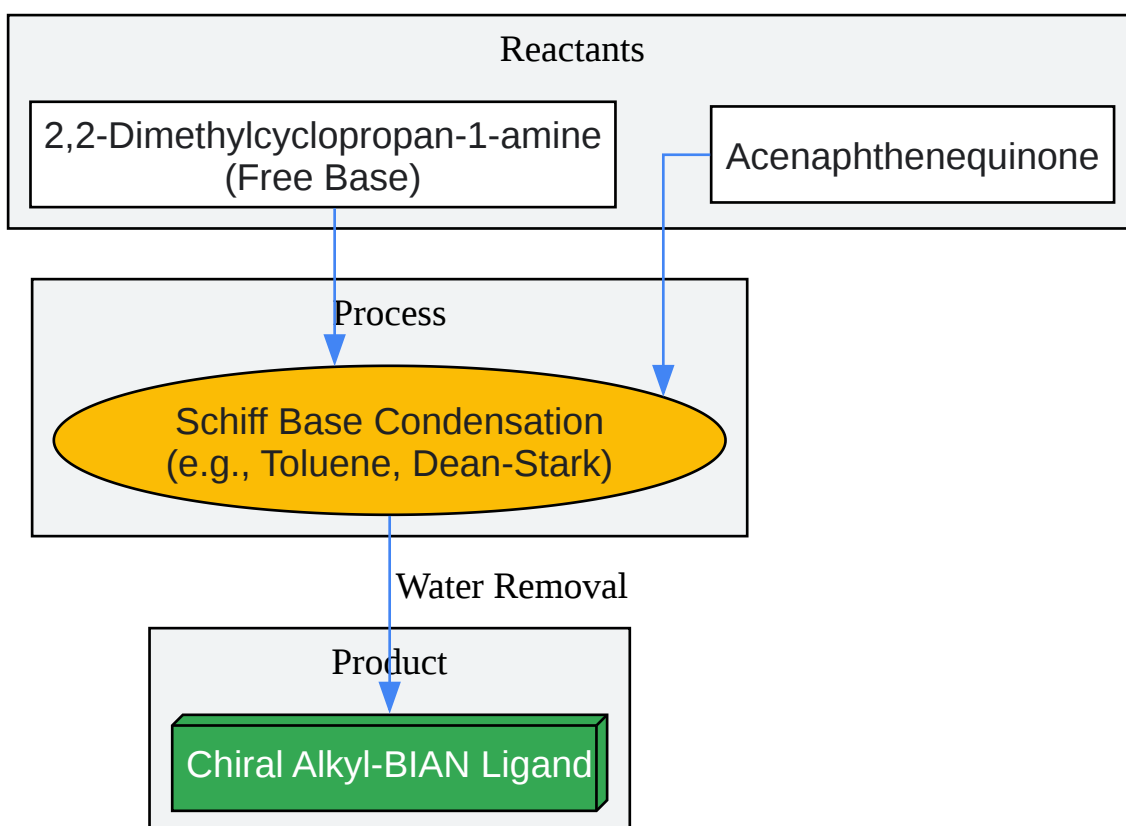 Reactants
2,2-Dimethylcyclopropan-1-amine
(Free Base)
Acenaphthenequinone
Process
Schiff Base Condensation
(e.g., Toluene, Dean-Stark)
Water Removal
Product
Chiral Alkyl-BIAN Ligand